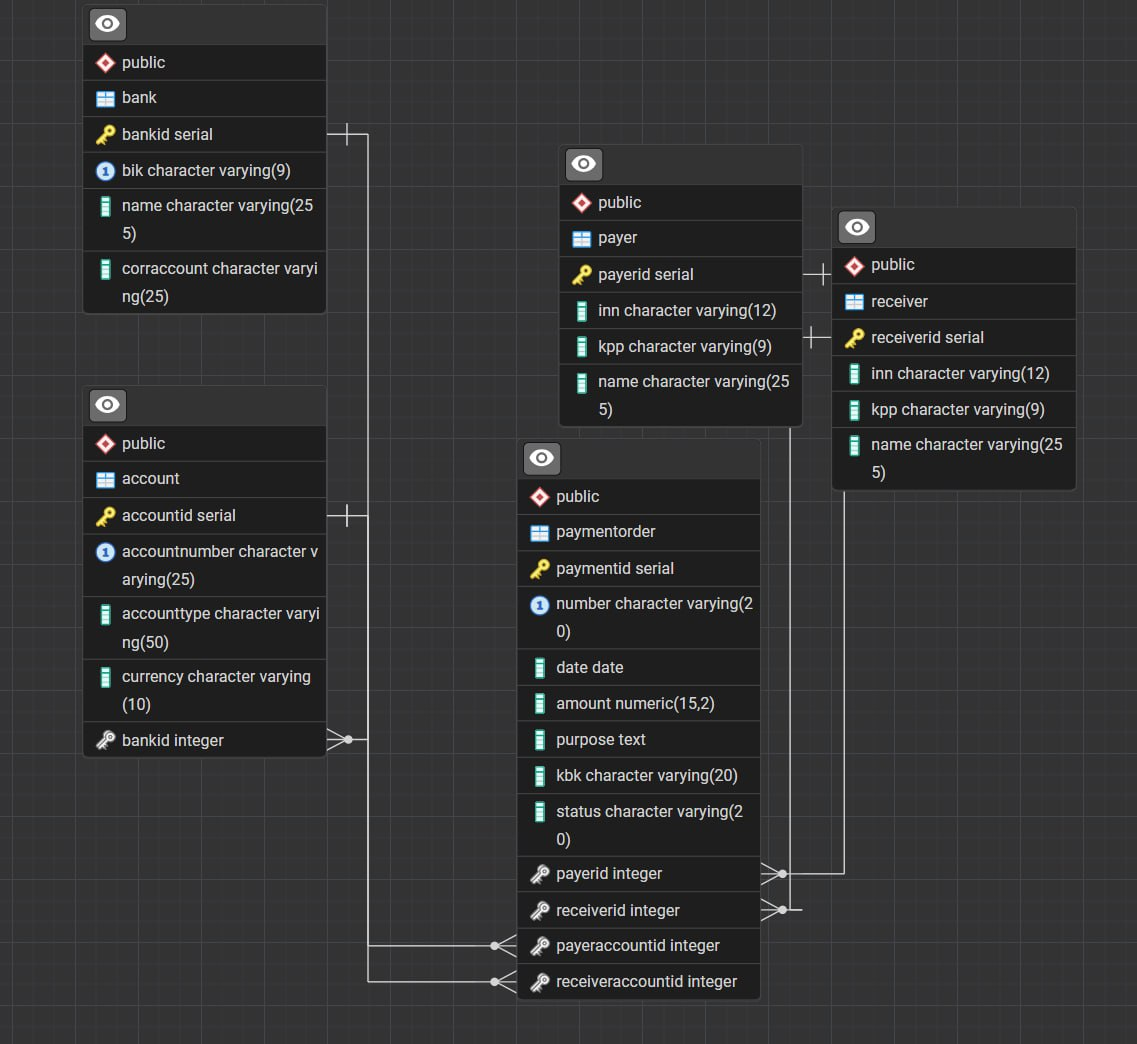 public
bank
bankid serial
1 bik character varying(9)
name character varying(25
5)
corraccount character varyi
ng(25)
public
account
accountid serial
1 accountnumber character v
arying(25)
accounttype character varyi
ng(50)
currency character varying
(10)
bankid integer
public
payer
payerid serial
inn character varying(12)
kpp character varying(9)
name character varying(25
5)
public
receiver
receiverid serial
inn character varying(12)
kpp character varying(9)
name character varying(25
5)
public
paymentorder
paymentid serial
1 number character varying(2
0)
date date
amount numeric(15,2)
purpose text
kbk character varying(20)
status character varying(2
0)
payerid integer
receiverid integer
payeraccountid integer
receiveraccountid integer